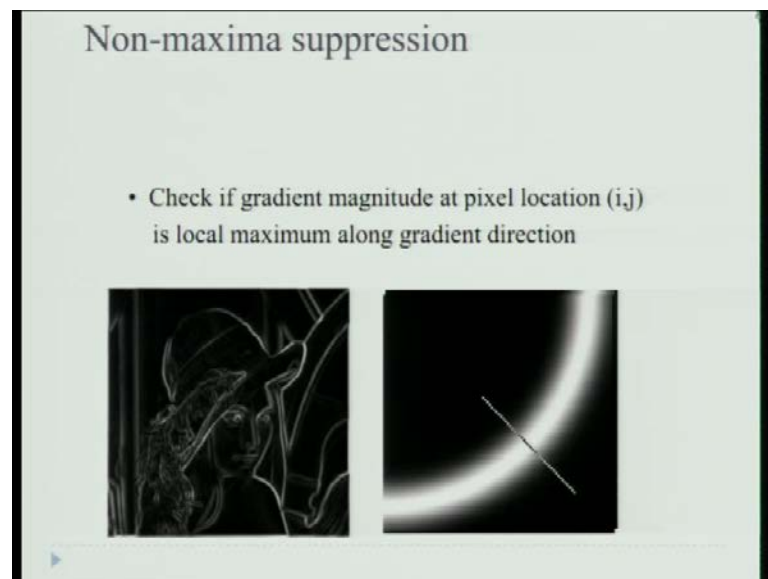 Non-maxima suppression
• Check if gradient magnitude at pixel location (i,j)
is local maximum along gradient direction